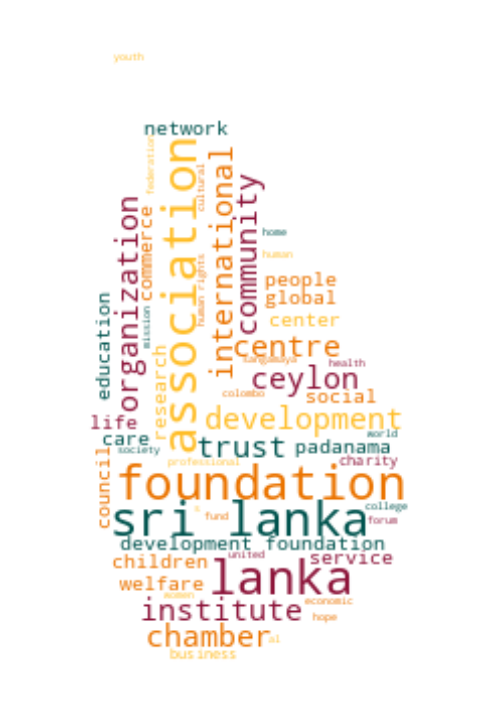 youth
network
federation
association
cultural
international
community
organization
commerce
home
human
human rights
people
global
education
mission
center
centre
research
sangamaya
health
ceylon
colombo
social
development
life
care
society
trust
world
padanama
professional
charity
council
foundation
s
fund
sri lanka
college
forum
development foundation
united
children
service
welfare
lanka
women
institute
economic
hope
chamber
al
business